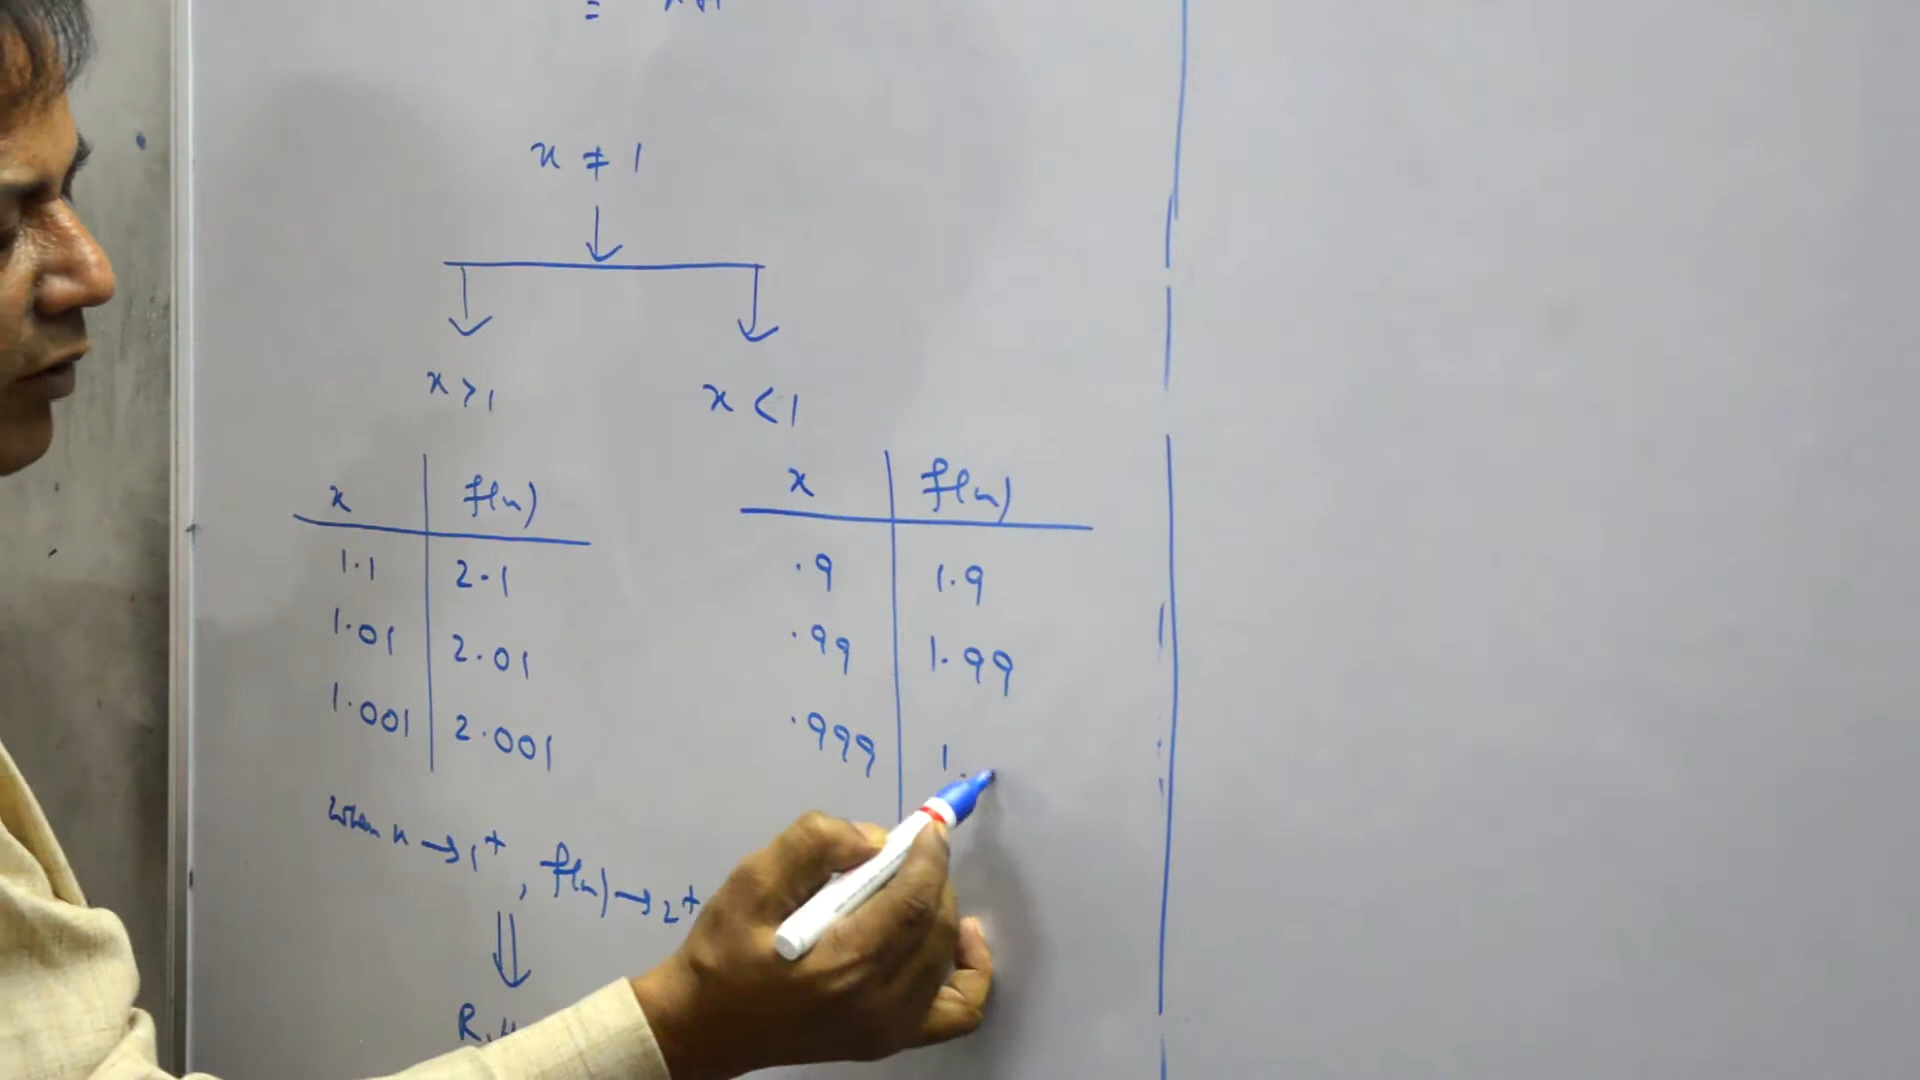 x ≠ 1
x > 1
x < 1
x f(x)
1.1 2.1
1.01 2.01
1.001 2.001
x f(x)
.9 1.9
.99 1.99
.999 1.
When x → 1⁺, f(x) → 2⁺
R.H